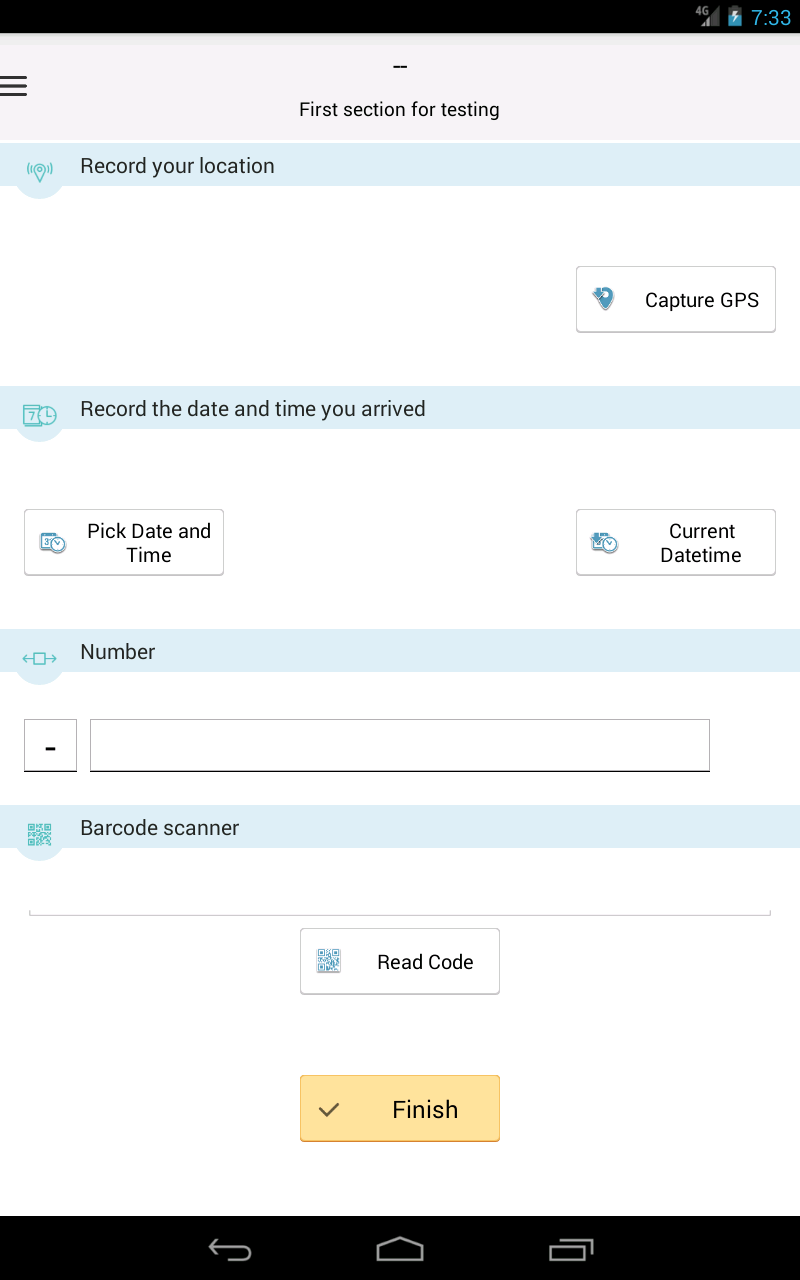 4G 7:33
--
First section for testing
Record your location
Capture GPS
7
Record the date and time you arrived
Pick Date and
Time
Current
Datetime
Number
-
Barcode scanner
Read Code
Finish